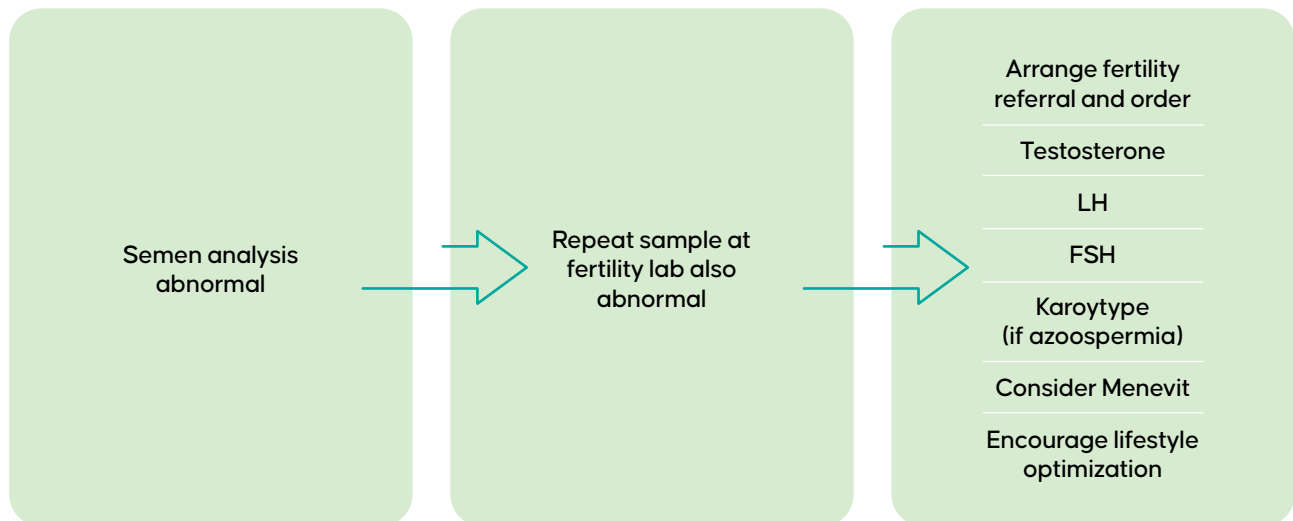 Semen analysis
abnormal
Repeat sample at
fertility lab also
abnormal
Arrange fertility
referral and order
Testosterone
LH
FSH
Karoytype
(if azoospermia)
Consider Menevit
Encourage lifestyle
optimization